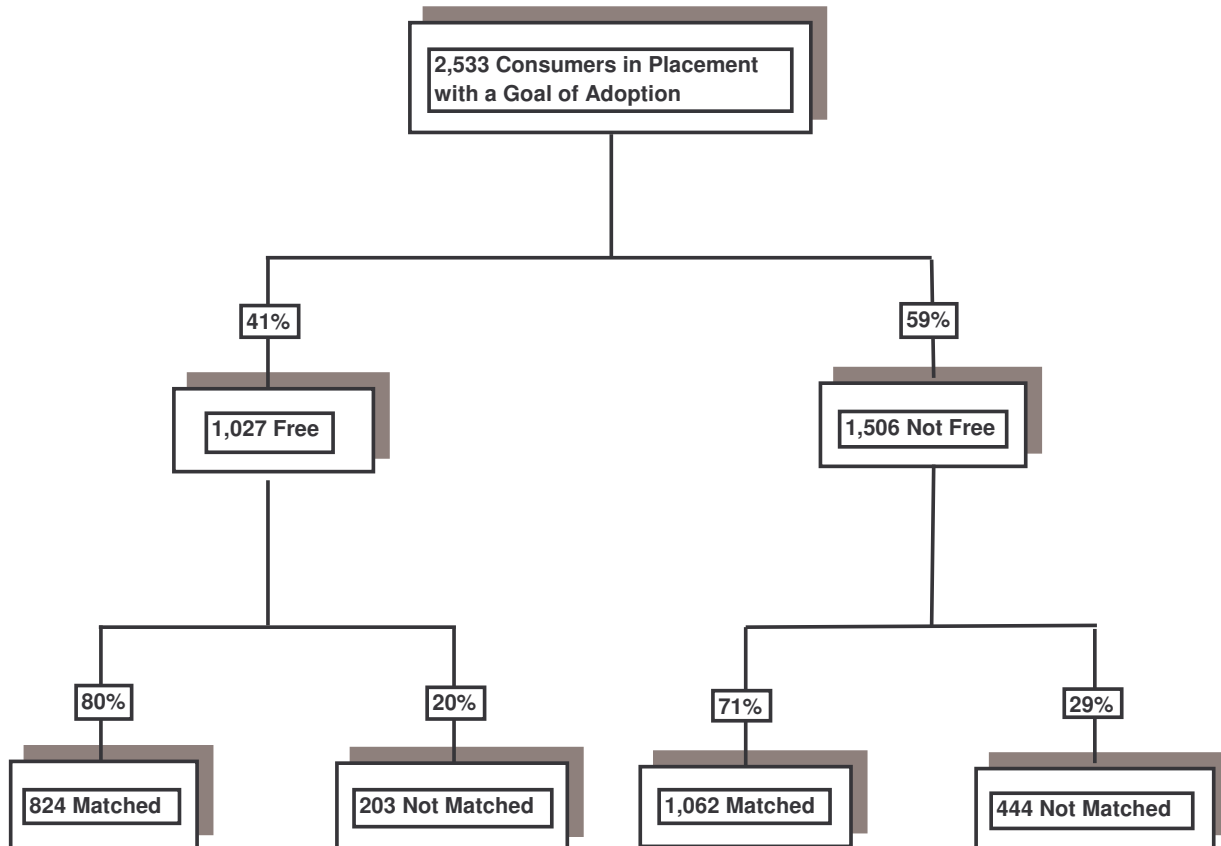 2,533 Consumers in Placement
with a Goal of Adoption
41%
59%
1,027 Free
1,506 Not Free
80%
20%
71%
29%
824 Matched
203 Not Matched
1,062 Matched
444 Not Matched